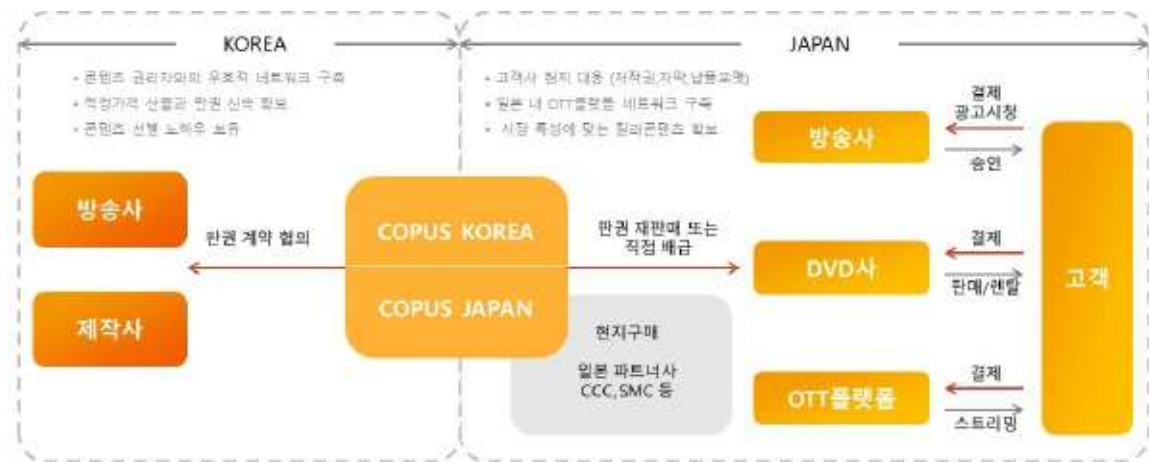 KOREA
• 콘텐츠 권리자와의 우호적 네트워크 구축
• 적정가격 산출과 판권 신속 확보
• 콘텐츠 선별 노하우 보유
방송사
제작사
판권 계약 협의
COPUS KOREA
COPUS JAPAN
JAPAN
• 고객사 현지 대응 (저작권,자막,납품포맷)
• 일본 내 OTT플랫폼 네트워크 구축
• 시장 특성에 맞는 킬러콘텐츠 확보
판권 재판매 또는
직접 배급
현지구매
일본 파트너사
CCC,SMC 등
방송사
DVD사
OTT플랫폼
결제
광고시청
송인
결제
판매/렌탈
결제
스트리밍
고객